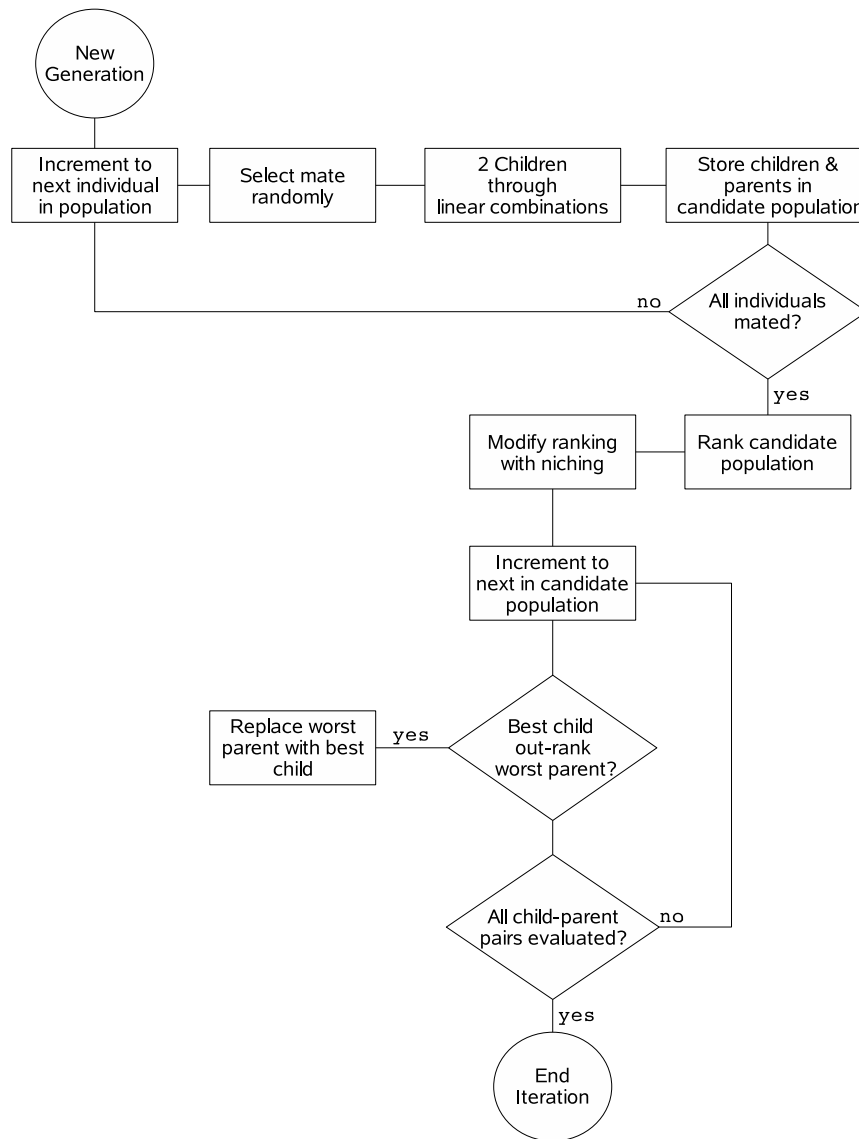 New
Generation
Increment to
next individual
in population
Select mate
randomly
2 Children
through
linear combinations
Store children &
parents in
candidate population
no
All individuals
mated?
yes
Modify ranking
with niching
Rank candidate
population
Increment to
next in candidate
population
Replace worst
parent with best
child
yes
Best child
out-rank
worst parent?
All child-parent
pairs evaluated?
no
yes
End
Iteration